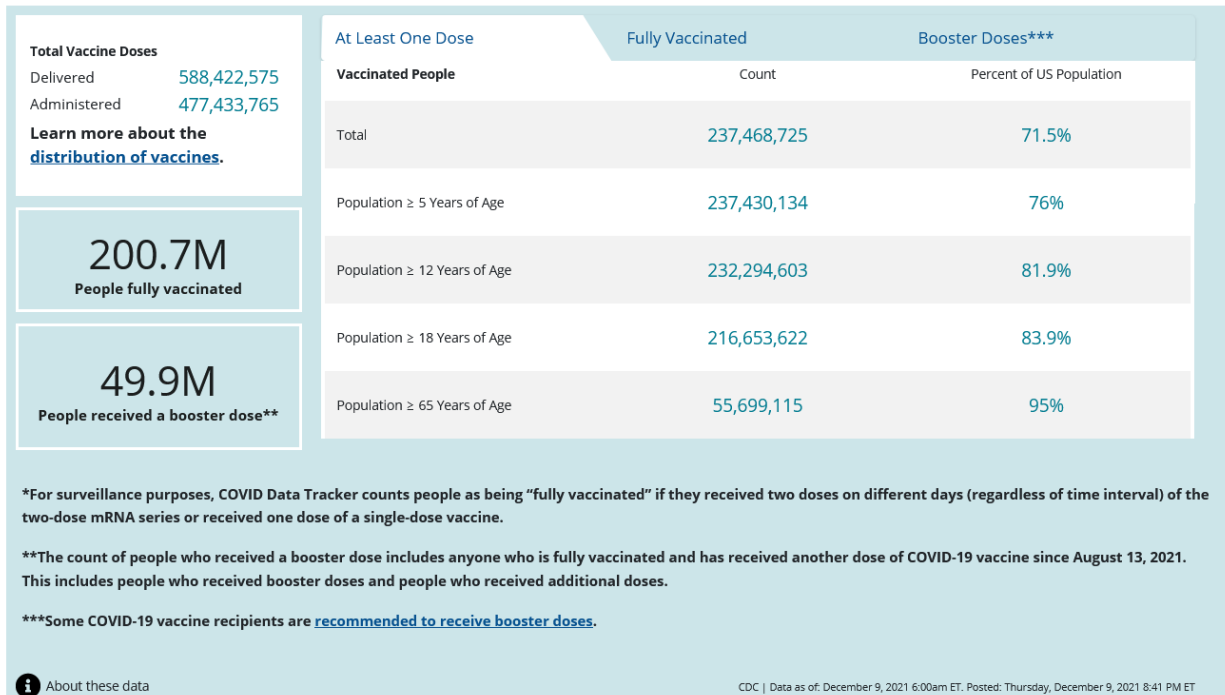 Total Vaccine Doses
Delivered 588,422,575
Administered 477,433,765
Learn more about the
distribution of vaccines.
200.7M
People fully vaccinated
49.9M
People received a booster dose**
At Least One Dose Fully Vaccinated Booster Doses***
Vaccinated People Count Percent of US Population
Total 237,468,725 71.5%
Population ≥ 5 Years of Age 237,430,134 76%
Population ≥ 12 Years of Age 232,294,603 81.9%
Population ≥ 18 Years of Age 216,653,622 83.9%
Population ≥ 65 Years of Age 55,699,115 95%
*For surveillance purposes, COVID Data Tracker counts people as being “fully vaccinated” if they received two doses on different days (regardless of time interval) of the
two-dose mRNA series or received one dose of a single-dose vaccine.
**The count of people who received a booster dose includes anyone who is fully vaccinated and has received another dose of COVID-19 vaccine since August 13, 2021.
This includes people who received booster doses and people who received additional doses.
***Some COVID-19 vaccine recipients are recommended to receive booster doses.
i About these data
CDC | Data as of: December 9, 2021 6:00am ET. Posted: Thursday, December 9, 2021 8:41 PM ET